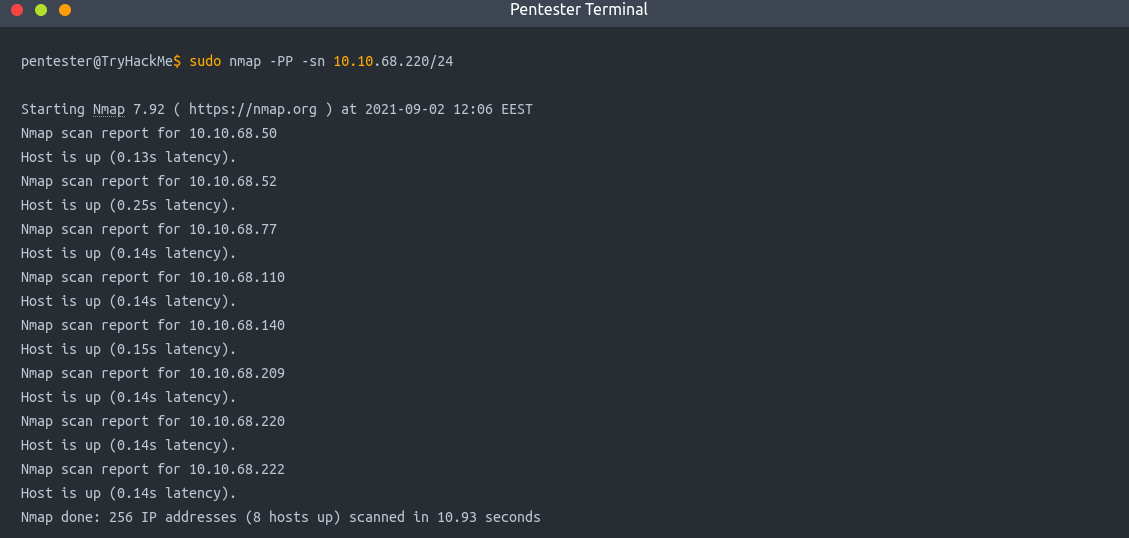 Pentester Terminal
pentester@TryHackMe$ sudo nmap -PP -sn 10.10.68.220/24
Starting Nmap 7.92 ( https://nmap.org ) at 2021-09-02 12:06 EEST
Nmap scan report for 10.10.68.50
Host is up (0.13s latency).
Nmap scan report for 10.10.68.52
Host is up (0.25s latency).
Nmap scan report for 10.10.68.77
Host is up (0.14s latency).
Nmap scan report for 10.10.68.110
Host is up (0.14s latency).
Nmap scan report for 10.10.68.140
Host is up (0.15s latency).
Nmap scan report for 10.10.68.209
Host is up (0.14s latency).
Nmap scan report for 10.10.68.220
Host is up (0.14s latency).
Nmap scan report for 10.10.68.222
Host is up (0.14s latency).
Nmap done: 256 IP addresses (8 hosts up) scanned in 10.93 seconds